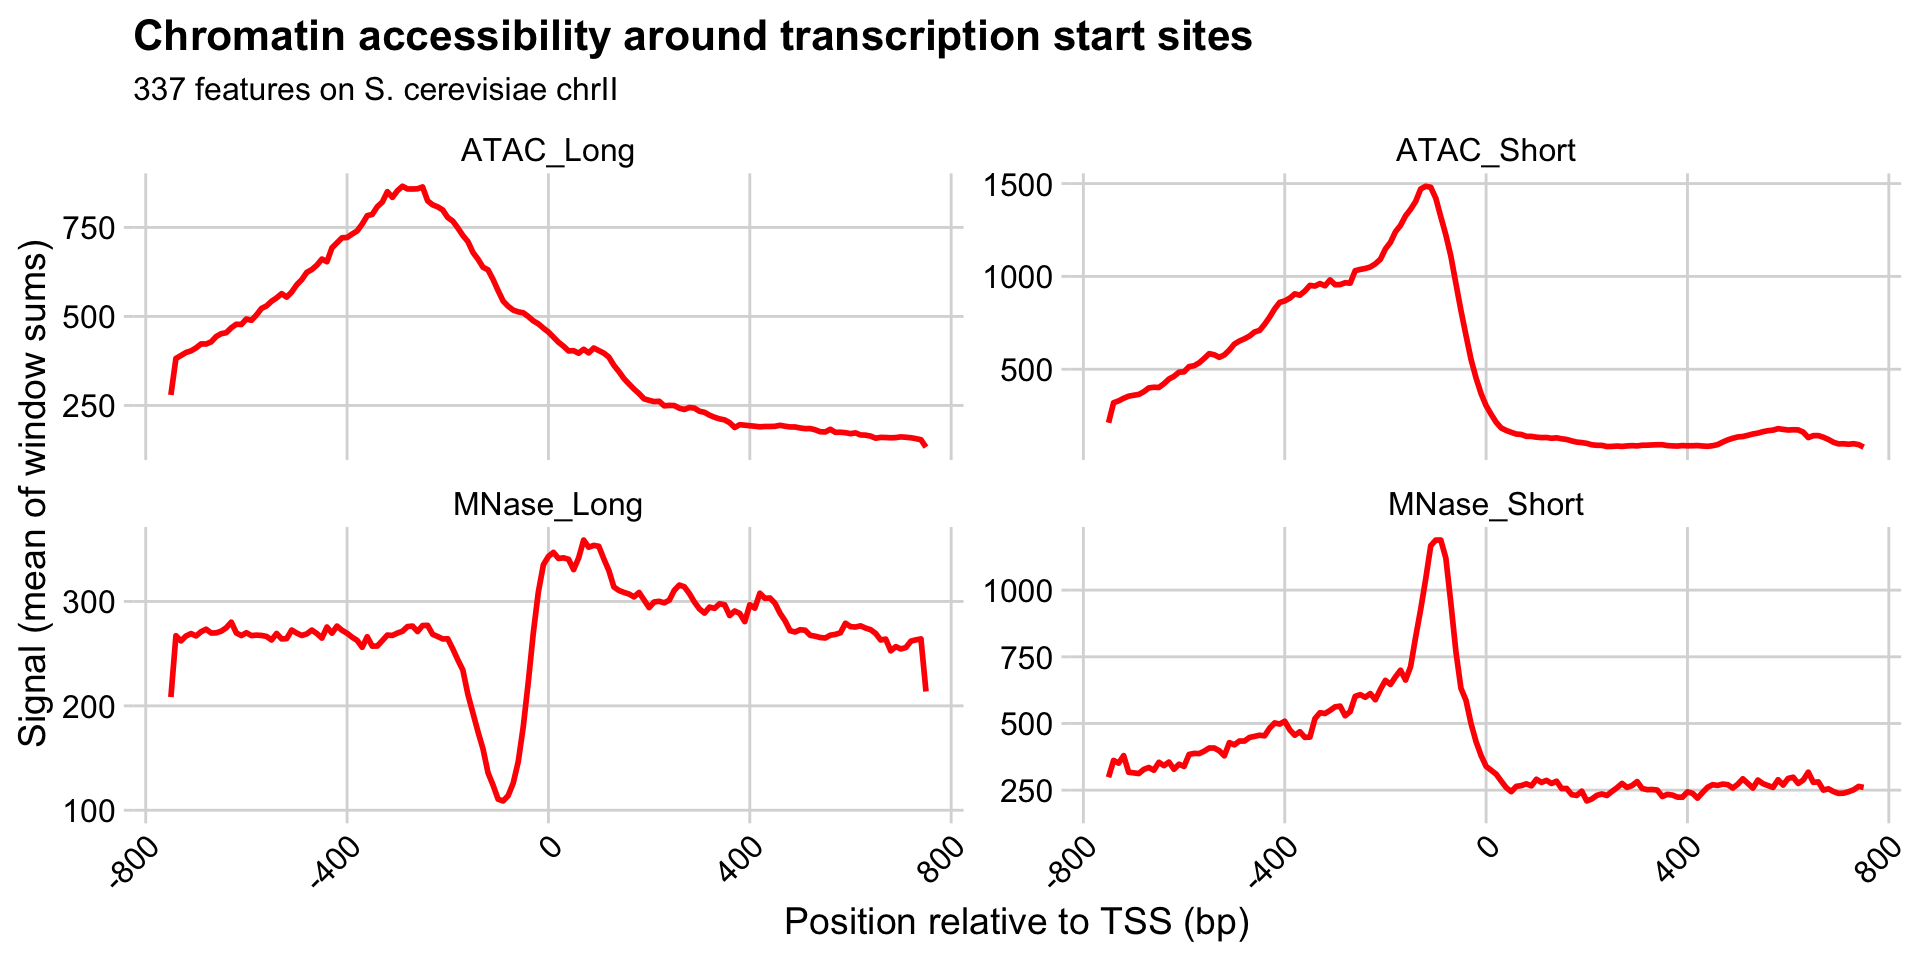 Chromatin accessibility around transcription start sites
337 features on S. cerevisiae chrII
Signal (mean of window sums)
ATAC_Long
750
500
250
ATAC_Short
1500
1000
500
MNase_Long
300
200
100
-800
-400
0
400
800
MNase_Short
1000
750
500
250
-800
-400
0
400
800
Position relative to TSS (bp)